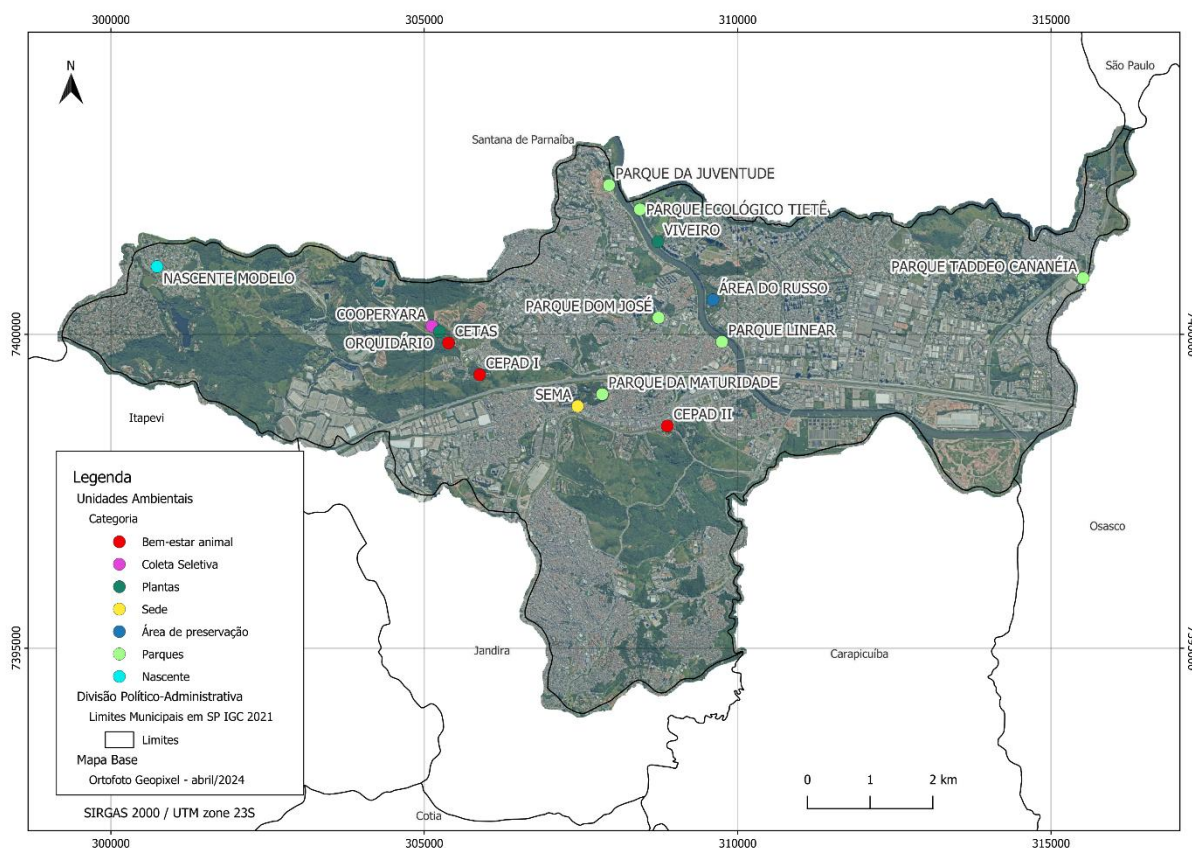 300000
305000
310000
315000
N
São Paulo
Santana de Parnaíba
PARQUE DA JUVENTUDE
PARQUE ECOLÓGICO TIETÊ
VIVEIRO
PARQUE TADDEO CANANÉIA
NASCENTE MODELO
ÁREA DO RUSSO
PARQUE DOM JOSÉ
COOPERYARA
CETAS
PARQUE LINEAR
7400000
7400000
ORQUIDÁRIO
CEPAD I
PARQUE DA MATURIDADE
SEMA
CEPAD II
Itapevi
Osasco
Jandira
Carapicuíba
7395000
7395000
Cotia
Legenda
Unidades Ambientais
Categoria
Bem-estar animal
Coleta Seletiva
Plantas
Sede
Área de preservação
Parques
Nascente
Divisão Político-Administrativa
Limites Municipais em SP IGC 2021
Limites
Mapa Base
Ortofoto Geopixel - abril/2024
SIRGAS 2000 / UTM zone 23S
0 1 2 km
300000
305000
310000
315000